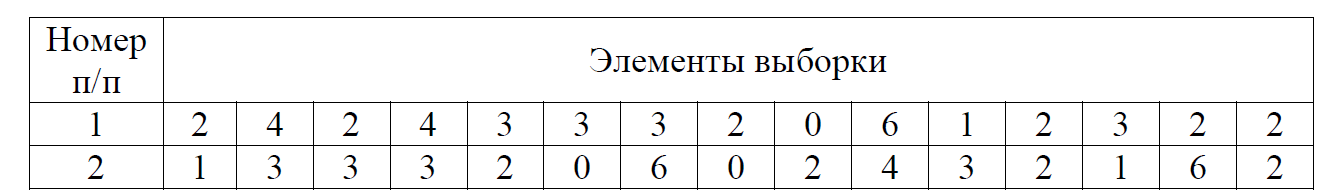 Номер п/п Элементы выборки
1 2 4 2 4 3 3 3 2 0 6 1 2 3 2 2
2 1 3 3 3 2 0 6 0 2 4 3 2 1 6 2